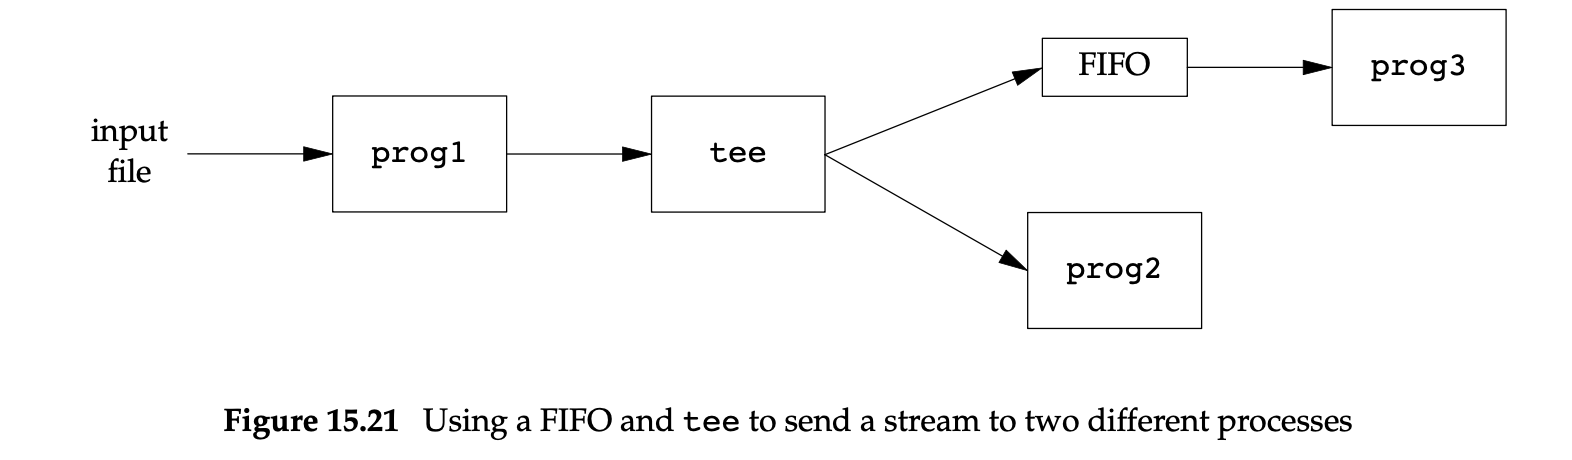 input
file
prog1
tee
FIFO
prog3
prog2
Figure 15.21 Using a FIFO and tee to send a stream to two different processes